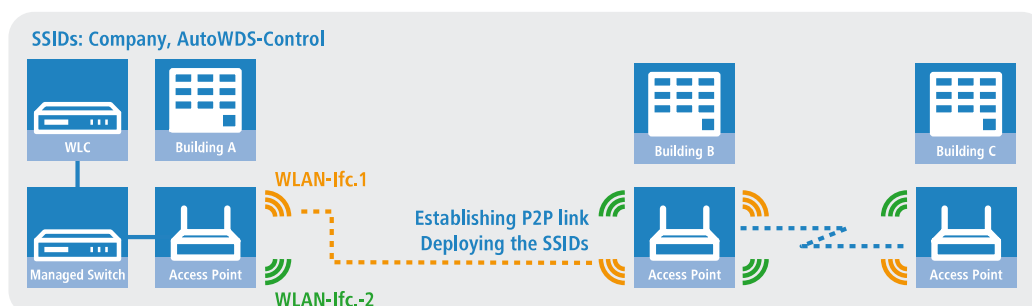 SSIDs: Company, AutoWDS-Control
WLC
Building A
Building B
Building C
WLAN-Ifc.1
Establishing P2P link
Deploying the SSIDs
Managed Switch
Access Point
Access Point
Access Point
WLAN-Ifc.-2